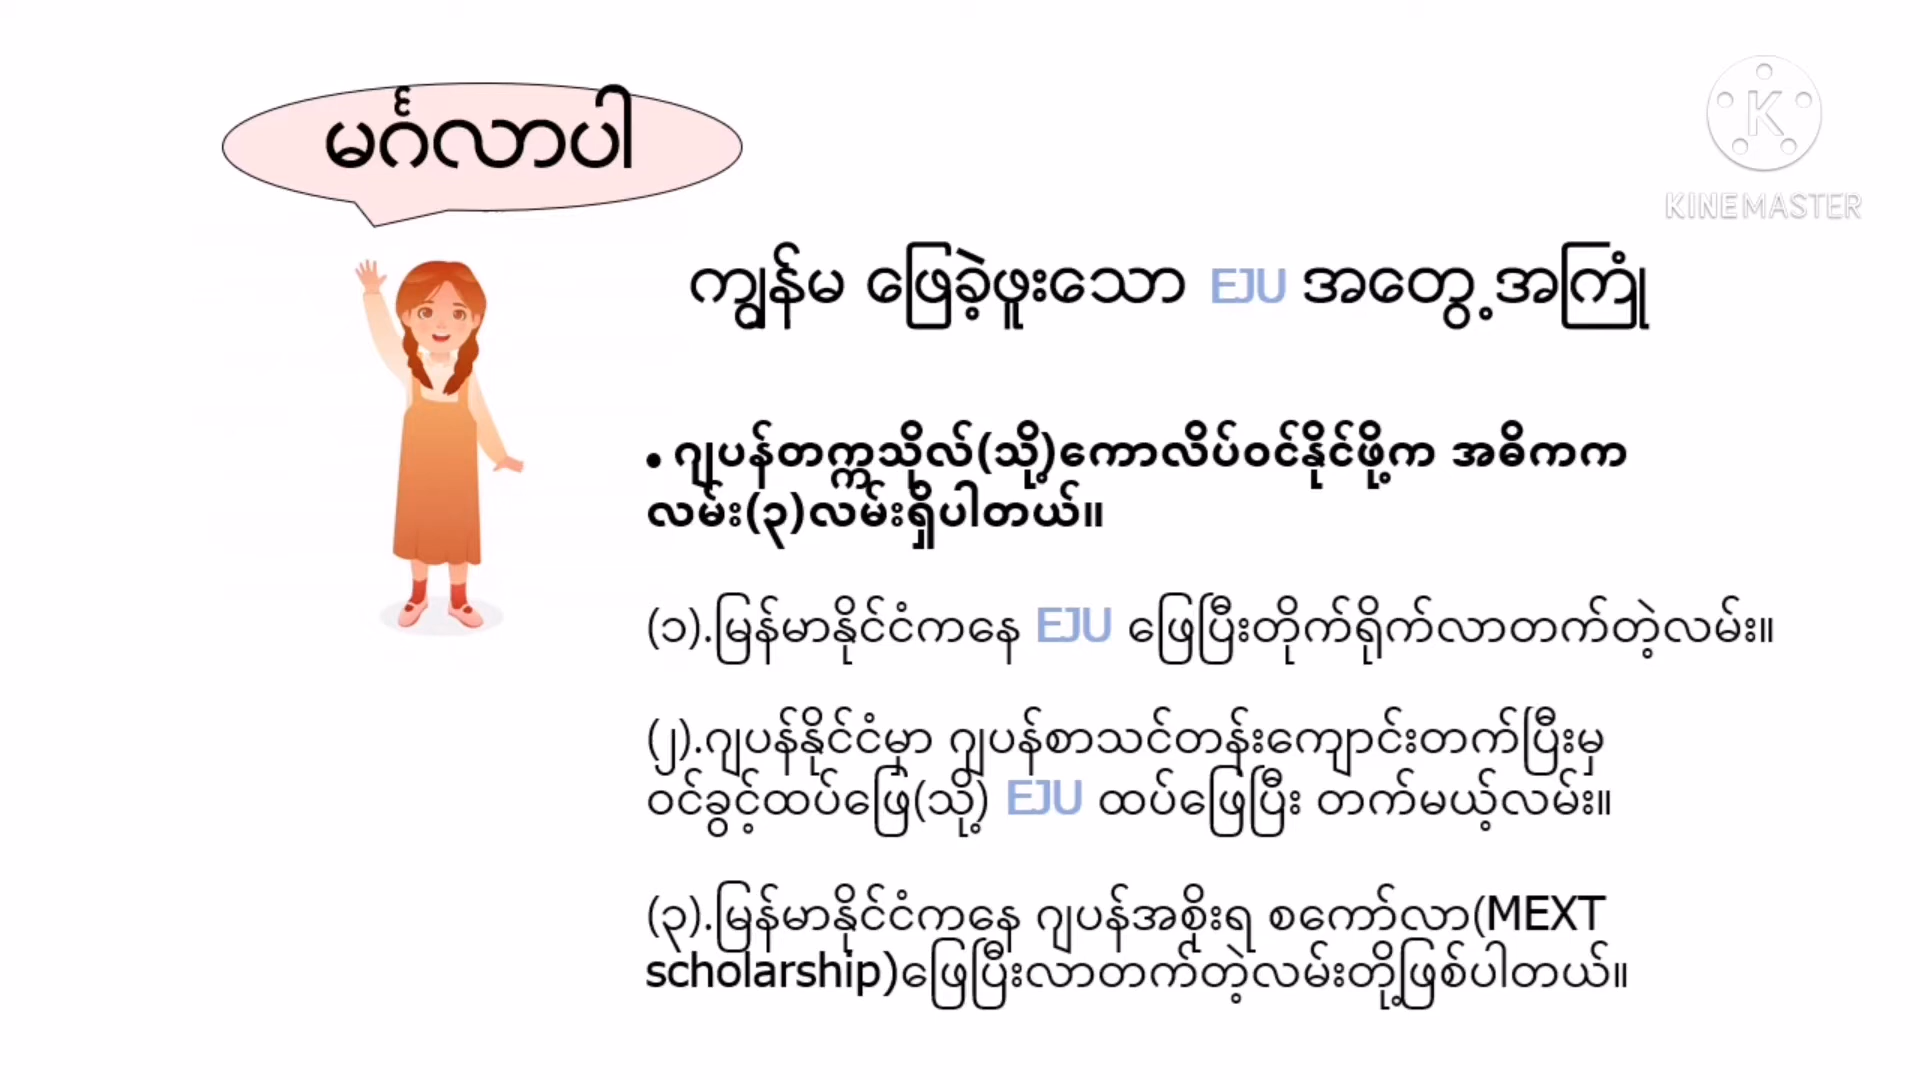 မင်္ဂလာပါ
KINEMASTER
ကျွန်မ ဖြေခဲ့ဖူးသော EJU အတွေ့အကြုံ
• ဂျပန်တက္ကသိုလ်(သို့)ကောလိပ်ဝင်နိုင်ဖို့က အဓိကက
လမ်း(၃)လမ်းရှိပါတယ်။
(၁).မြန်မာနိုင်ငံကနေ EJU ဖြေပြီးတိုက်ရိုက်လာတက်တဲ့လမ်း။
(၂).ဂျပန်နိုင်ငံမှာ ဂျပန်စာသင်တန်းကျောင်းတက်ပြီးမှ
ဝင်ခွင့်ထပ်ဖြေ(သို့) EJU ထပ်ဖြေပြီး တက်မယ့်လမ်း။
(၃).မြန်မာနိုင်ငံကနေ ဂျပန်အစိုးရ စကော်လာ(MEXT
scholarship)ဖြေပြီးလာတက်တဲ့လမ်းတို့ဖြစ်ပါတယ်။